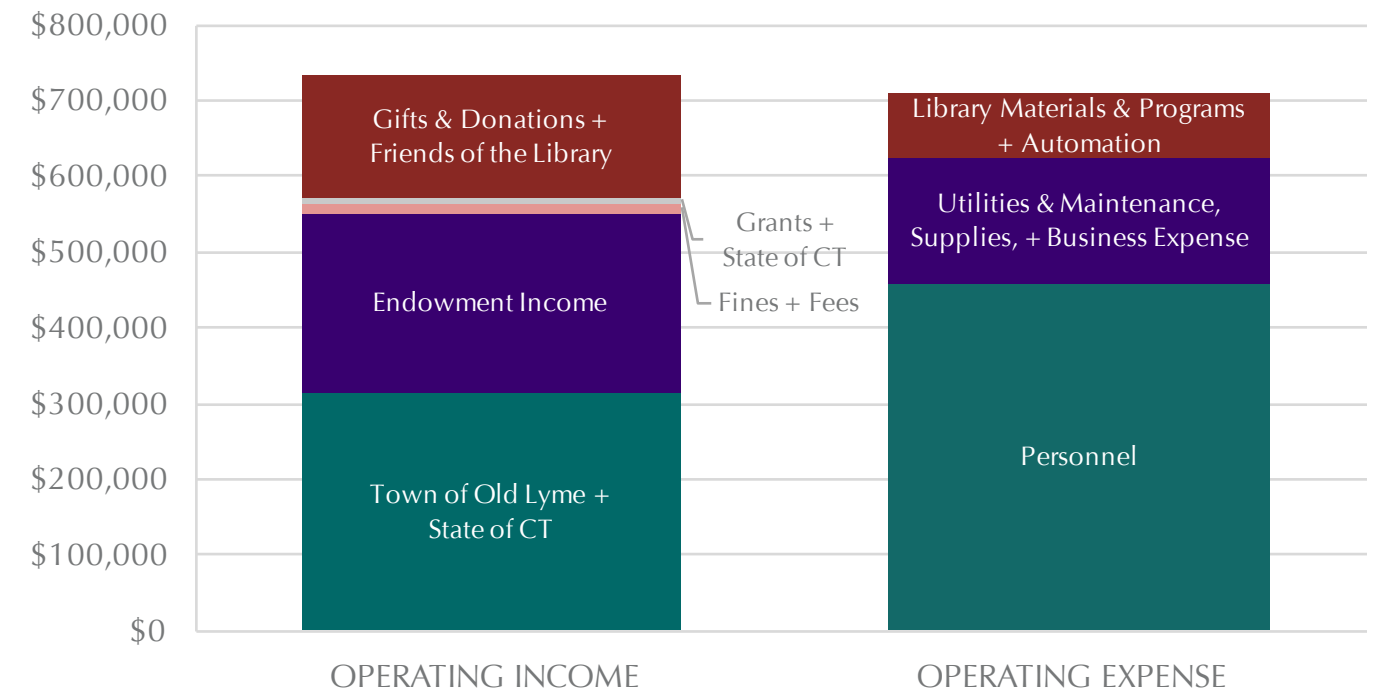 $800,000
$700,000
$600,000
$500,000
$400,000
$300,000
$200,000
$100,000
$0
Gifts & Donations +
Friends of the Library
Grants +
State of CT
Fines + Fees
Endowment Income
Town of Old Lyme +
State of CT
Library Materials & Programs
+ Automation
Utilities & Maintenance,
Supplies, + Business Expense
Personnel
OPERATING INCOME
OPERATING EXPENSE